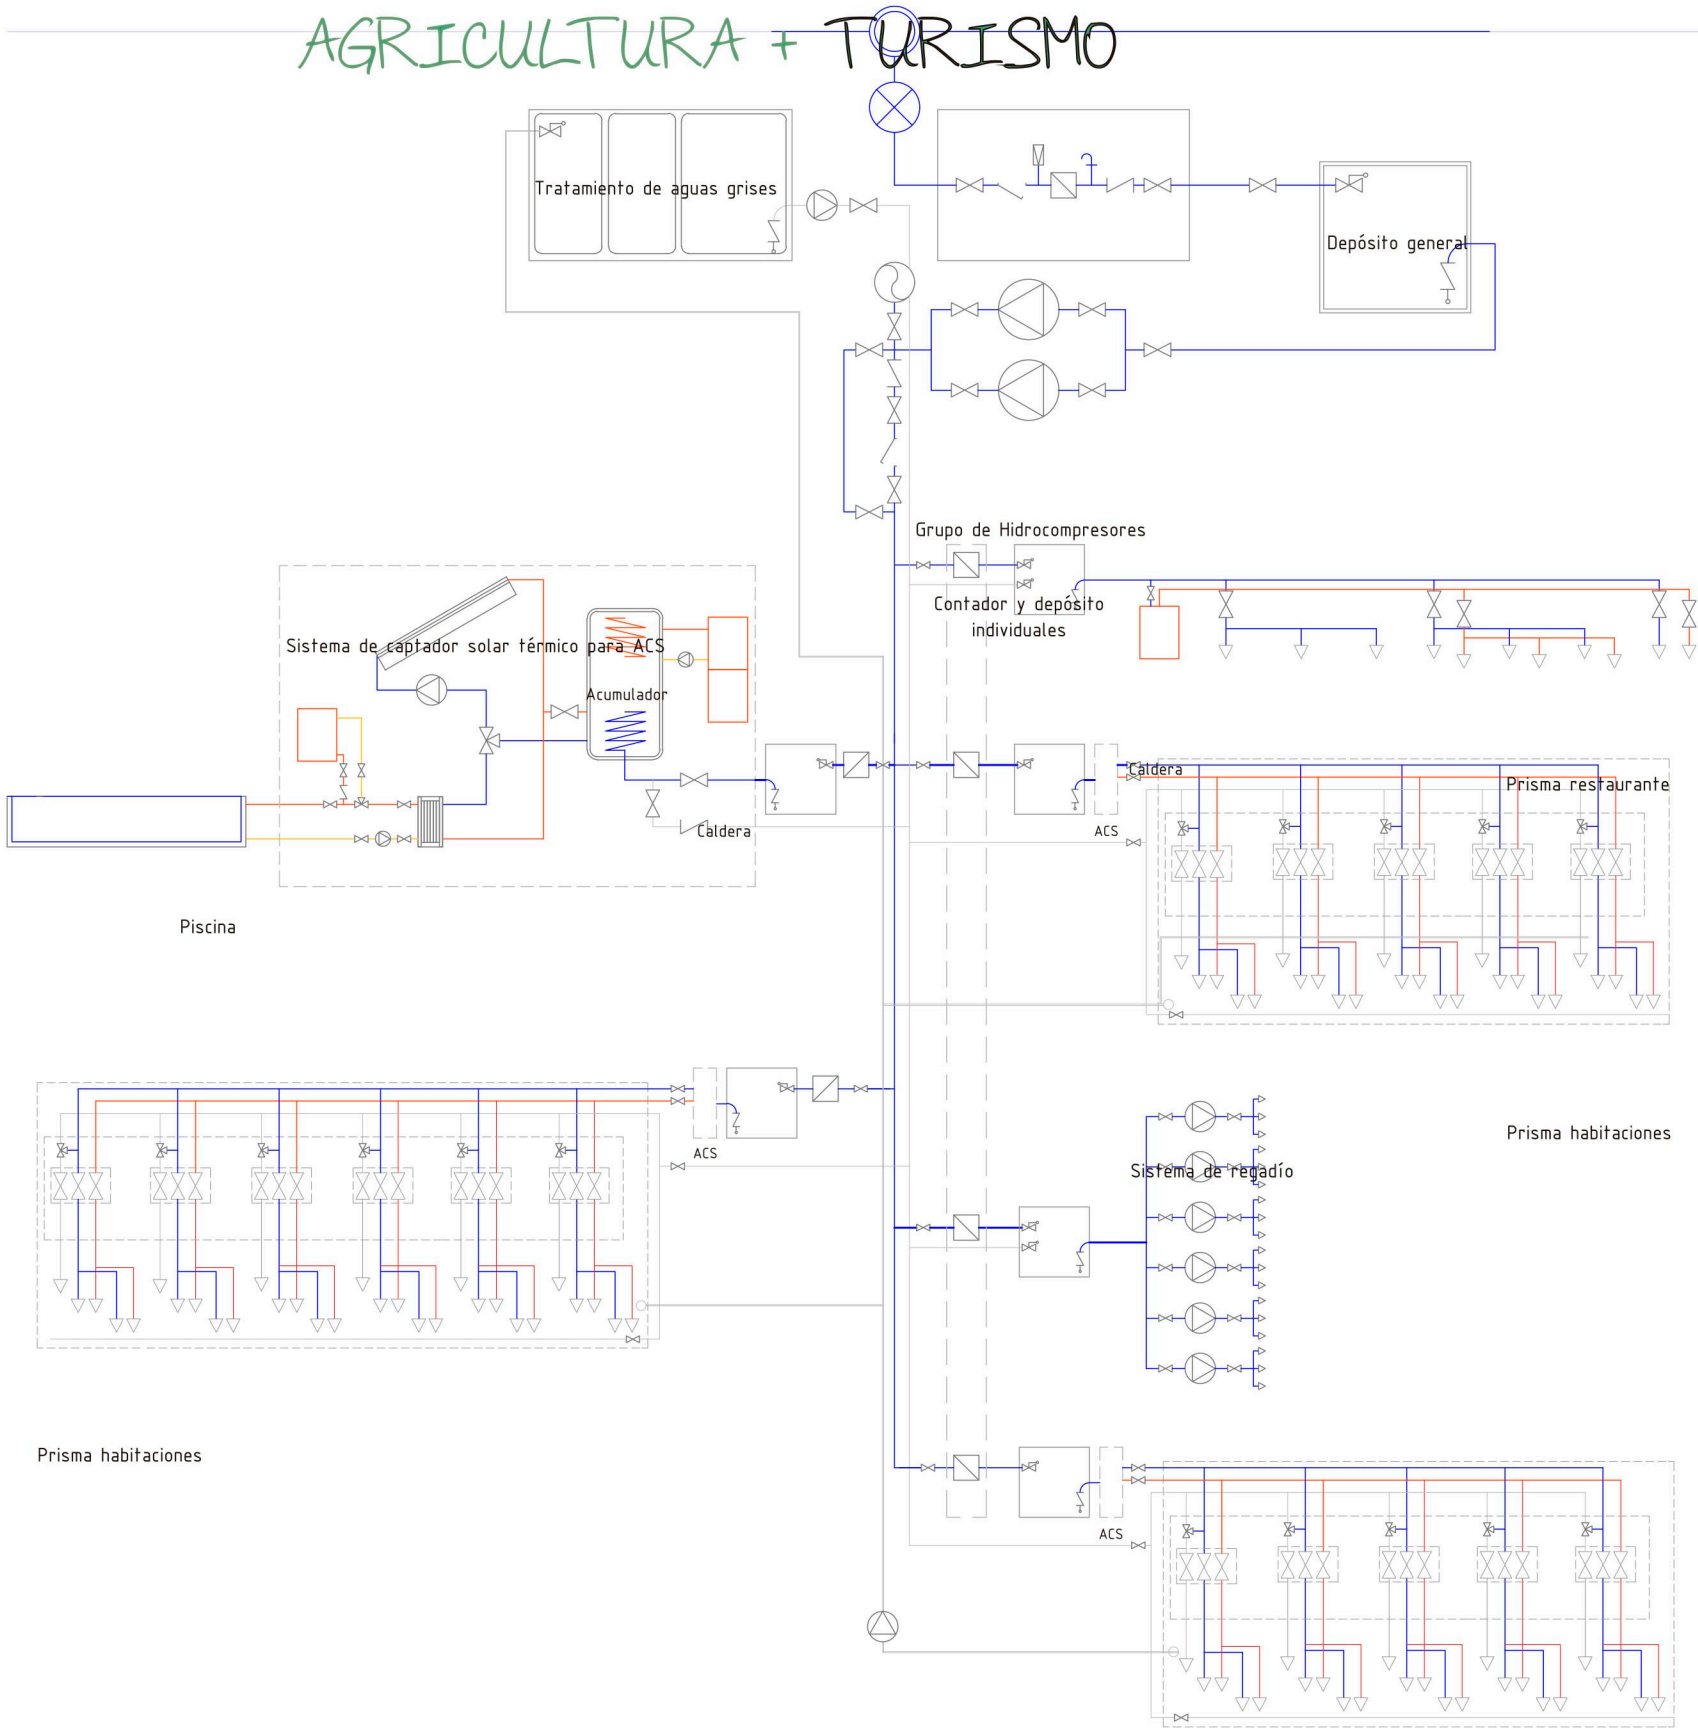 AGRICULTURA + TURISMO
Tratamiento de aguas grises
Depósito general
Grupo de Hidrocompresores
Contador y depósito
individuales
Sistema de captador solar térmico para ACS
Acumulador
Caldera
Prisma restaurante
Caldera
ACS
Piscina
Prisma habitaciones
ACS
Sistema de regadío
Prisma habitaciones
ACS